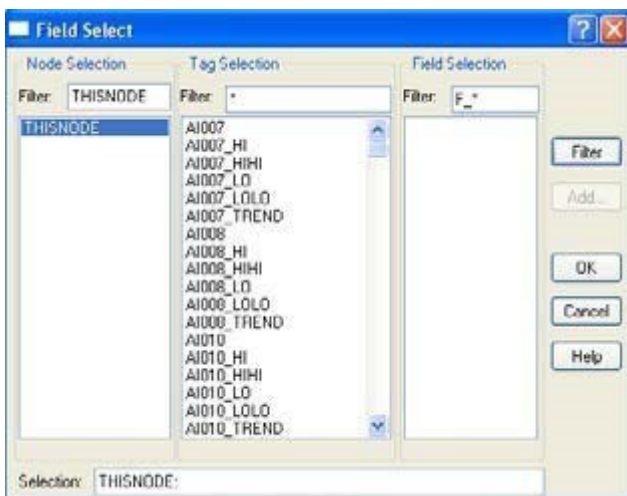 Field Select
Node Selection
Tag Selection
Field Selection
Filter: THISNODE
Filter: *
Filter: F_*
THISNODE
AI007
AI007_HI
AI007_HIHI
AI007_LO
AI007_LOLO
AI007_TREND
AI008
AI008_HI
AI008_HIHI
AI008_LO
AI008_LOLO
AI008_TREND
AI010
AI010_HI
AI010_HIHI
AI010_LO
AI010_LOLO
AI010_TREND
Filter
Add...
OK
Cancel
Help
Selection: THISNODE: